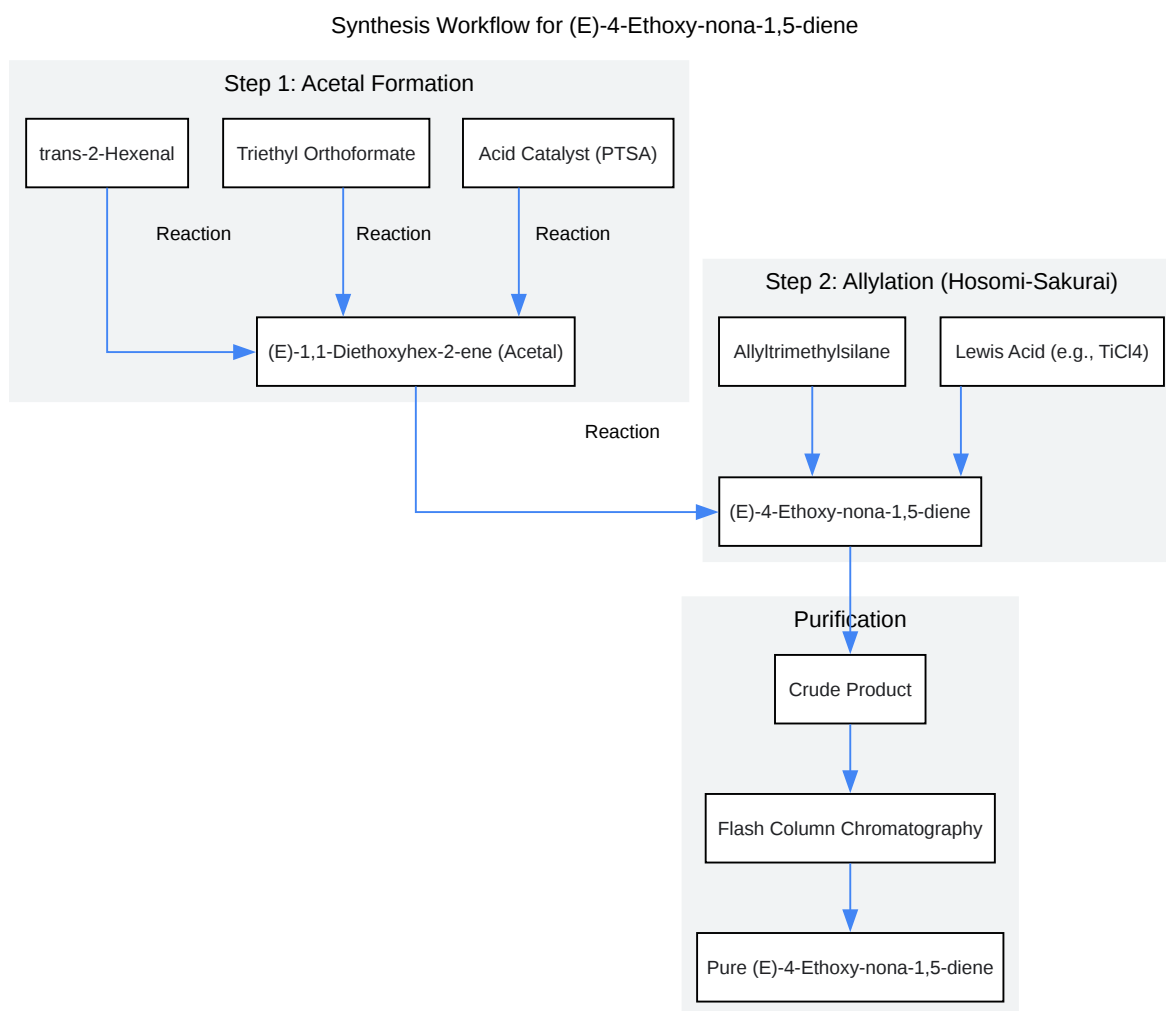 Synthesis Workflow for (E)-4-Ethoxy-nona-1,5-diene
Step 1: Acetal Formation
trans-2-Hexenal
Triethyl Orthoformate
Acid Catalyst (PTSA)
Reaction
Reaction
Reaction
(E)-1,1-Diethoxyhex-2-ene (Acetal)
Step 2: Allylation (Hosomi-Sakurai)
Allyltrimethylsilane
Lewis Acid (e.g., TiCl4)
Reaction
(E)-4-Ethoxy-nona-1,5-diene
Purification
Crude Product
Flash Column Chromatography
Pure (E)-4-Ethoxy-nona-1,5-diene